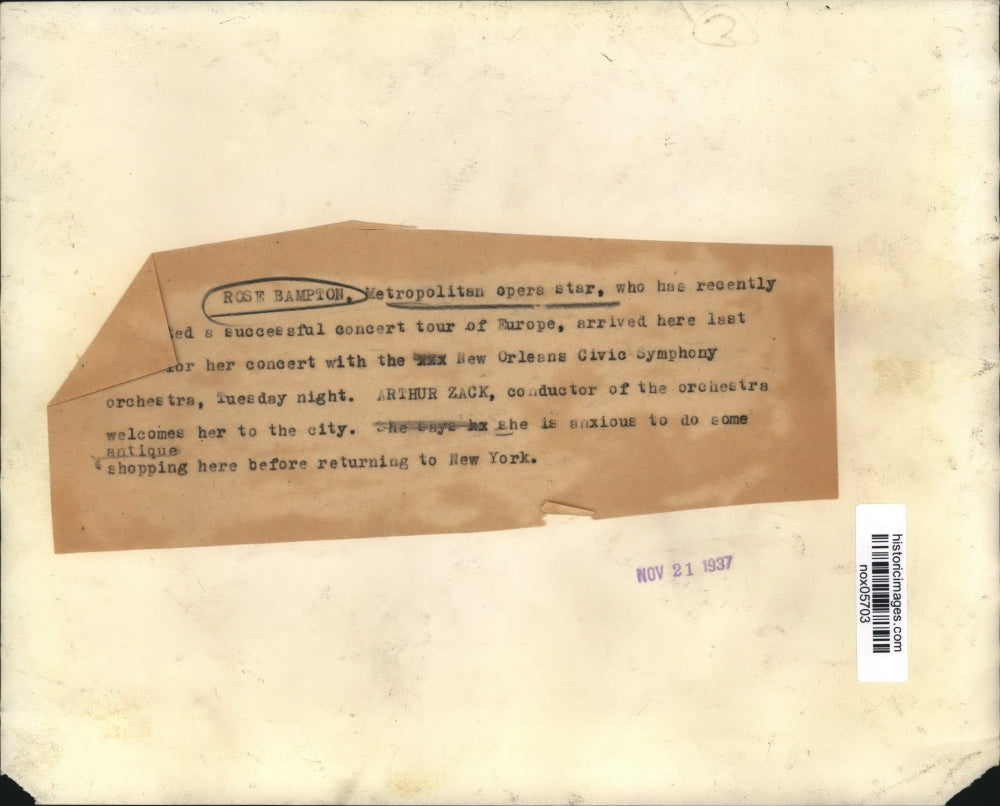 2
ROSE BAMPTON, Metropolitan opera star, who has recently
ed a successful concert tour of Europe, arrived here last
for her concert with the xxx New Orleans Civic Symphony
orchestra, Tuesday night. ARTHUR ZACK, conductor of the orchestra
welcomes her to the city. She says hx she is anxious to do some
antique
shopping here before returning to New York.
NOV 21 1937
historicimages.com
nox05703